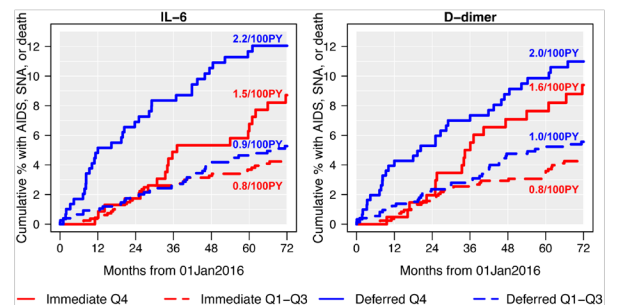 IL-6
Cumulative % with AIDS, SNA, or death
12
10
8
6
4
2
0
2.2/100PY
1.5/100PY
0.9/100PY
0.8/100PY
0 12 24 36 48 60 72
Months from 01Jan2016
D-dimer
Cumulative % with AIDS, SNA, or death
12
10
8
6
4
2
0
2.0/100PY
1.6/100PY
1.0/100PY
0.8/100PY
0 12 24 36 48 60 72
Months from 01Jan2016
Immediate Q4 Immediate Q1-Q3 Deferred Q4 Deferred Q1-Q3